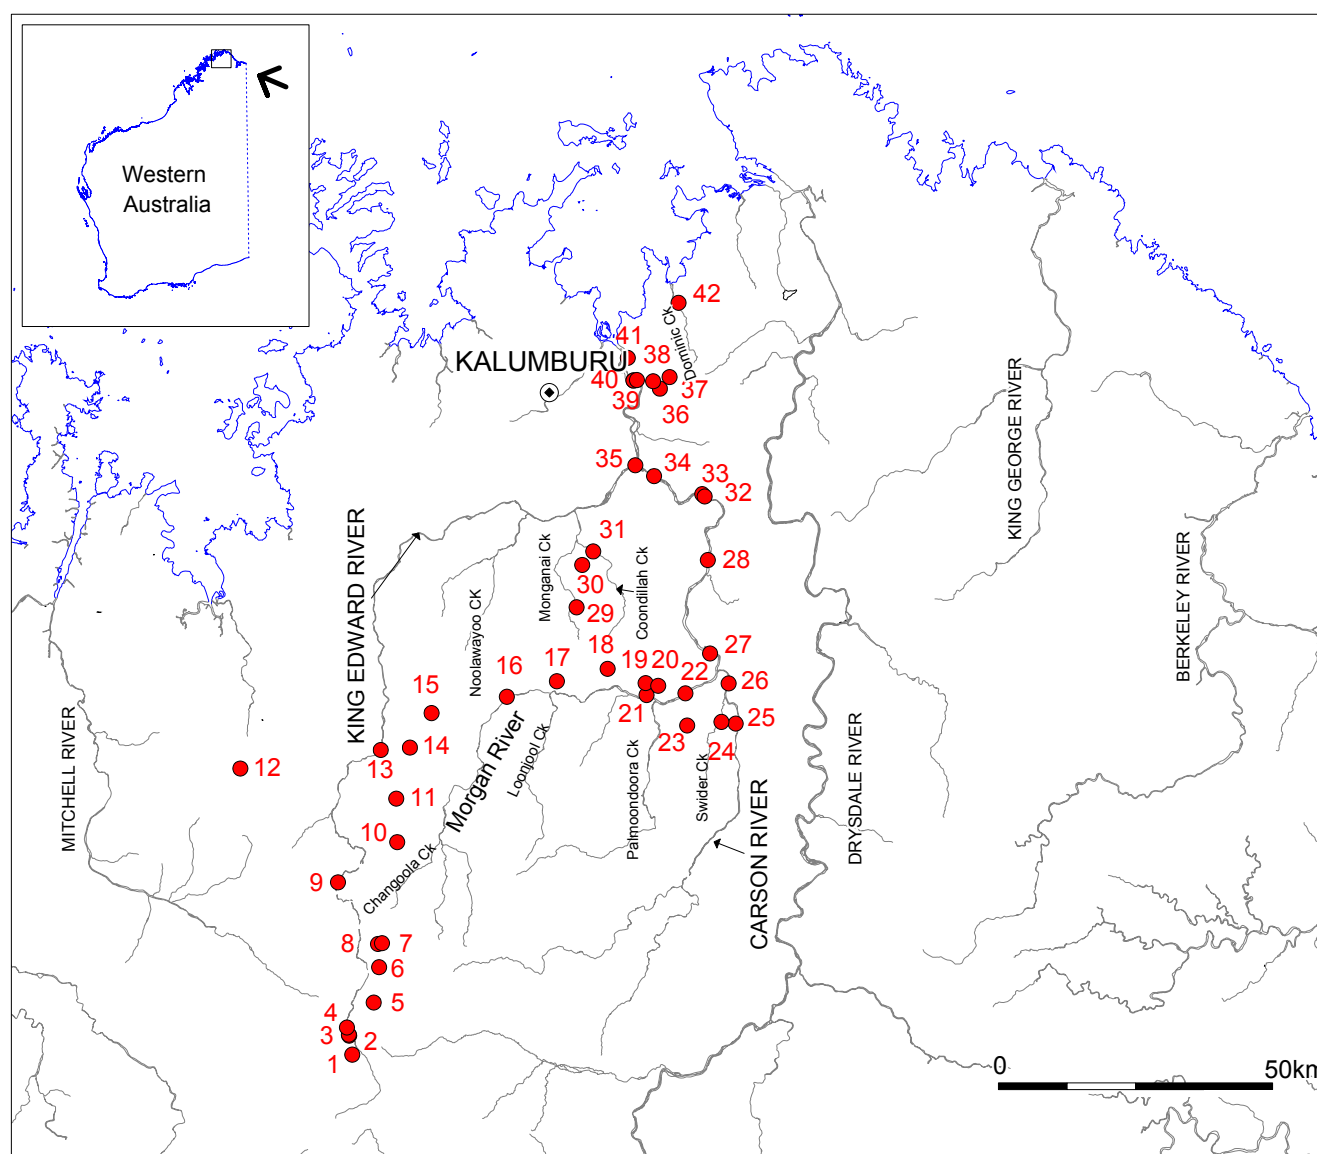 Western
Australia
42
Dominic Ck
41
38
KALUMBURU
40
37
39
36
35
34
33
32
KING GEORGE RIVER
KING EDWARD RIVER
31
Monganai Ck
30
Coondillah Ck
28
29
Noolawayoo CK
BERKELEY RIVER
27
18
19
20
22
26
17
16
21
15
25
23
24
14
13
12
MITCHELL RIVER
Morgan River
Loonjool Ck
Palmoondoora Ck
Swider Ck
DRYSDALE RIVER
11
10
CARSON RIVER
9
Changoola Ck
8
7
6
5
4
3
2
1
0
50km